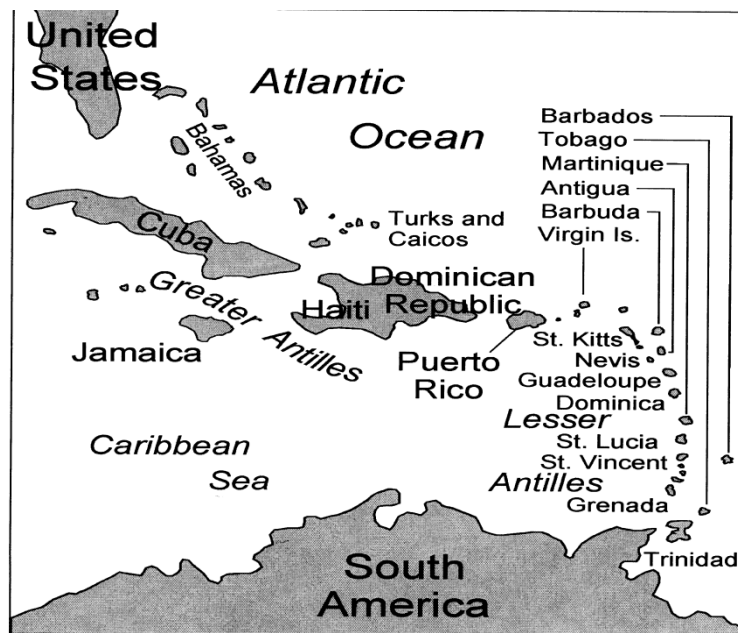 United
States
Atlantic
Ocean
Bahamas
Cuba
Turks and
Caicos
Barbados
Tobago
Martinique
Antigua
Barbuda
Virgin Is.
Greater Antilles
Jamaica
Haiti
Dominican
Republic
Puerto
Rico
St. Kitts
Nevis
Guadeloupe
Dominica
Lesser
Antilles
St. Lucia
St. Vincent
Grenada
Trinidad
Caribbean
Sea
South
America